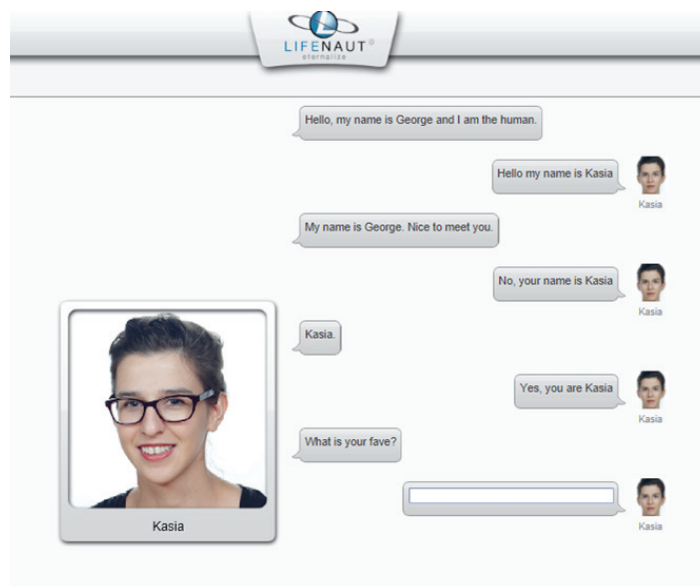 LIFENAUT®
eternalize
Hello, my name is George and I am the human.
Hello my name is Kasia
Kasia
My name is George. Nice to meet you.
No, your name is Kasia
Kasia
Kasia.
Yes, you are Kasia
Kasia
What is your fave?
Kasia
Kasia